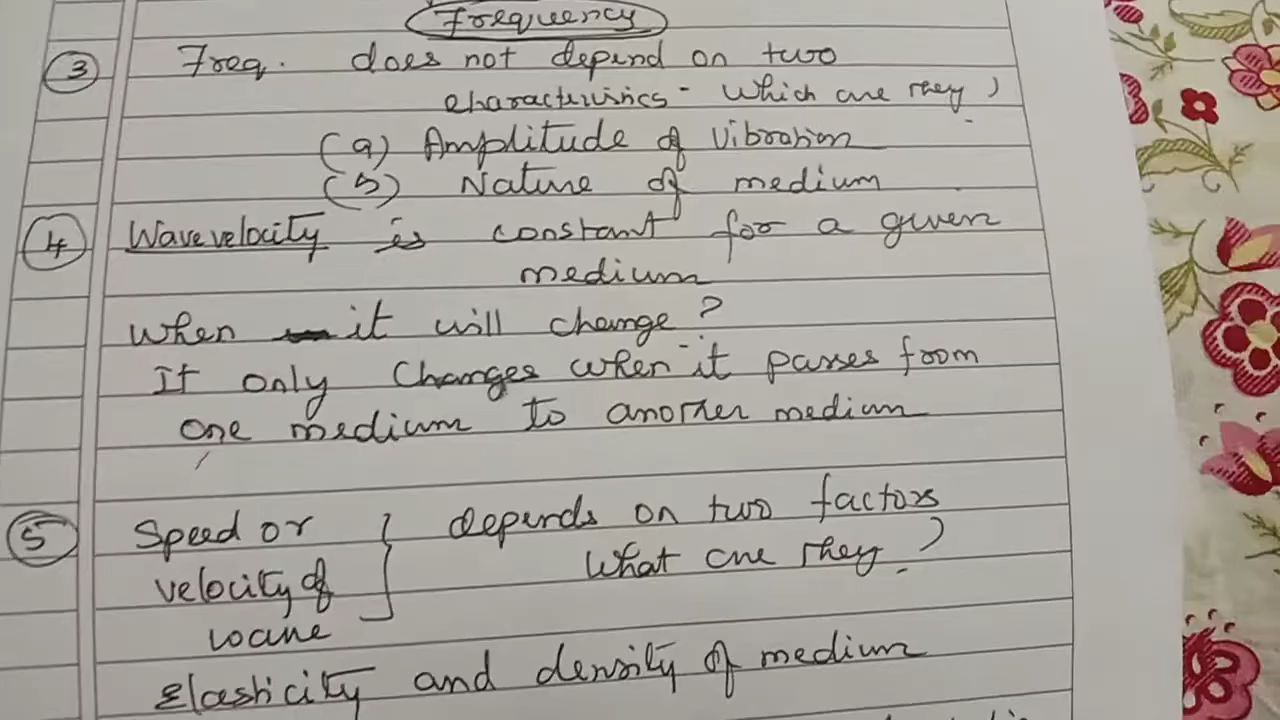 Frequency
3 Freq. does not depend on two
characteristics - Which are they ?
(a) Amplitude of vibration
(b) Nature of medium
4 Wave velocity is constant for a given
medium
When it will change?
It only changes when it passes from
one medium to another medium
5 Speed or } depends on two factors
velocity of What are they?
wave
Elasticity and density of medium